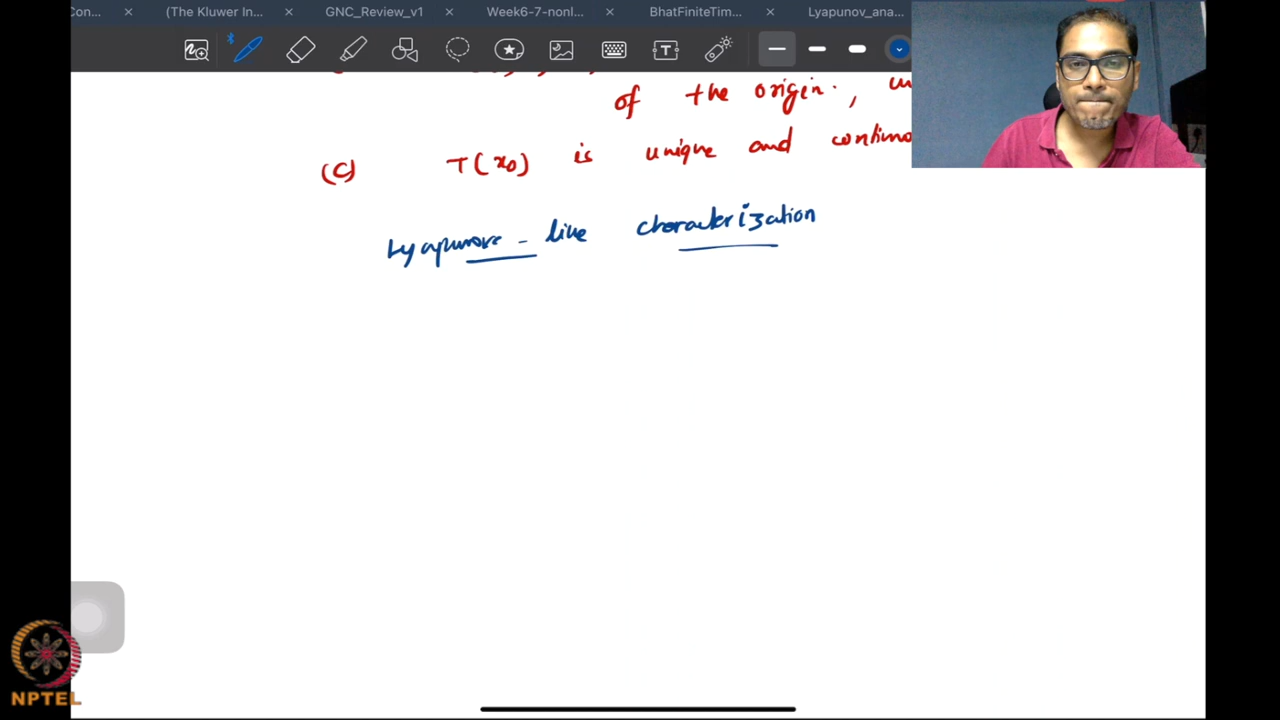 Con... × (The Kluwer In... × GNC_Review_v1 × Week6-7-nonl... × BhatFiniteTim... × Lyapunov_ana...
of the origin. ,
(c) T(x0) is unique and continuo
Lyapunov - like characterization
NPTEL